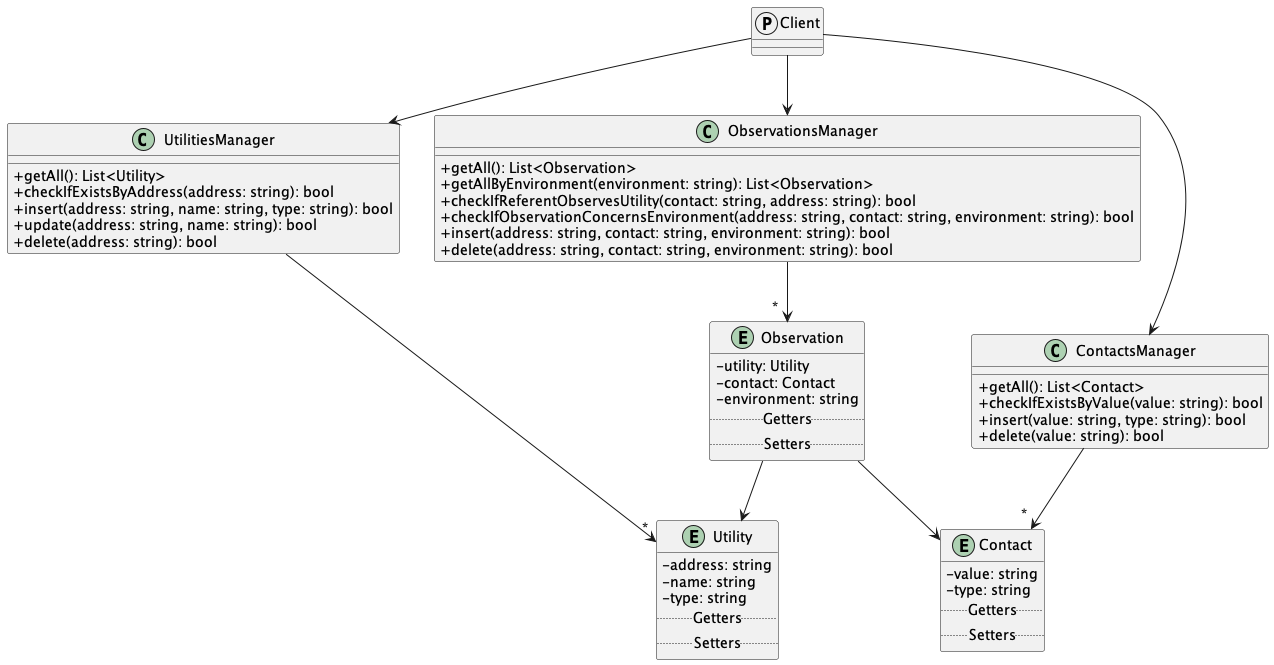 P Client
C UtilitiesManager
+getAll(): List<Utility>
+checkIfExistsByAddress(address: string): bool
+insert(address: string, name: string, type: string): bool
+update(address: string, name: string): bool
+delete(address: string): bool
C ObservationsManager
+getAll(): List<Observation>
+getAllByEnvironment(environment: string): List<Observation>
+checkIfReferentObservesUtility(contact: string, address: string): bool
+checkIfObservationConcernsEnvironment(address: string, contact: string, environment: string): bool
+insert(address: string, contact: string, environment: string): bool
+delete(address: string, contact: string, environment: string): bool
*
E Observation
-utility: Utility
-contact: Contact
-environment: string
Getters
Setters
C ContactsManager
+getAll(): List<Contact>
+checkIfExistsByValue(value: string): bool
+insert(value: string, type: string): bool
+delete(value: string): bool
*
E Utility
-address: string
-name: string
-type: string
Getters
Setters
*
E Contact
-value: string
-type: string
Getters
Setters